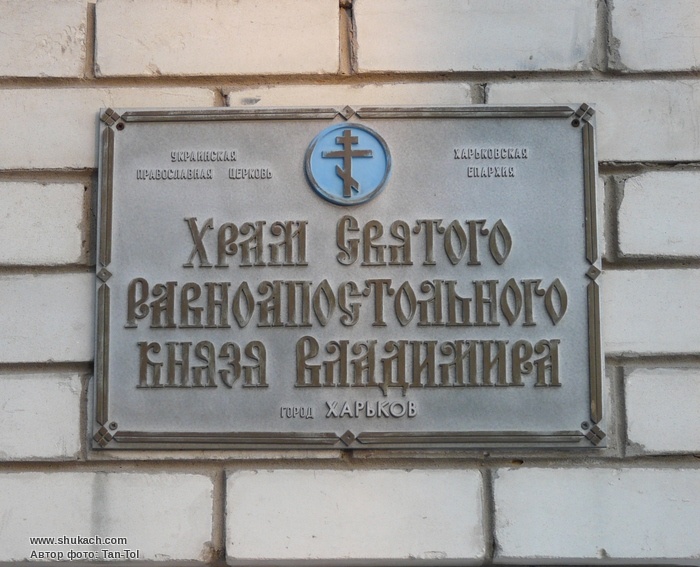 УКРАИНСКАЯ
ПРАВОСЛАВНАЯ ЦЕРКОВЬ
ХАРЬКОВСКАЯ
ЕПАРХИЯ
ХРАМ СВЯТОГО
РАВНОАПОСТОЛЬНОГО
КНЯЗЯ ВЛАДИМИРА
ГОРОД ХАРЬКОВ
www.shukach.com
Автор фото: Tan-Tol